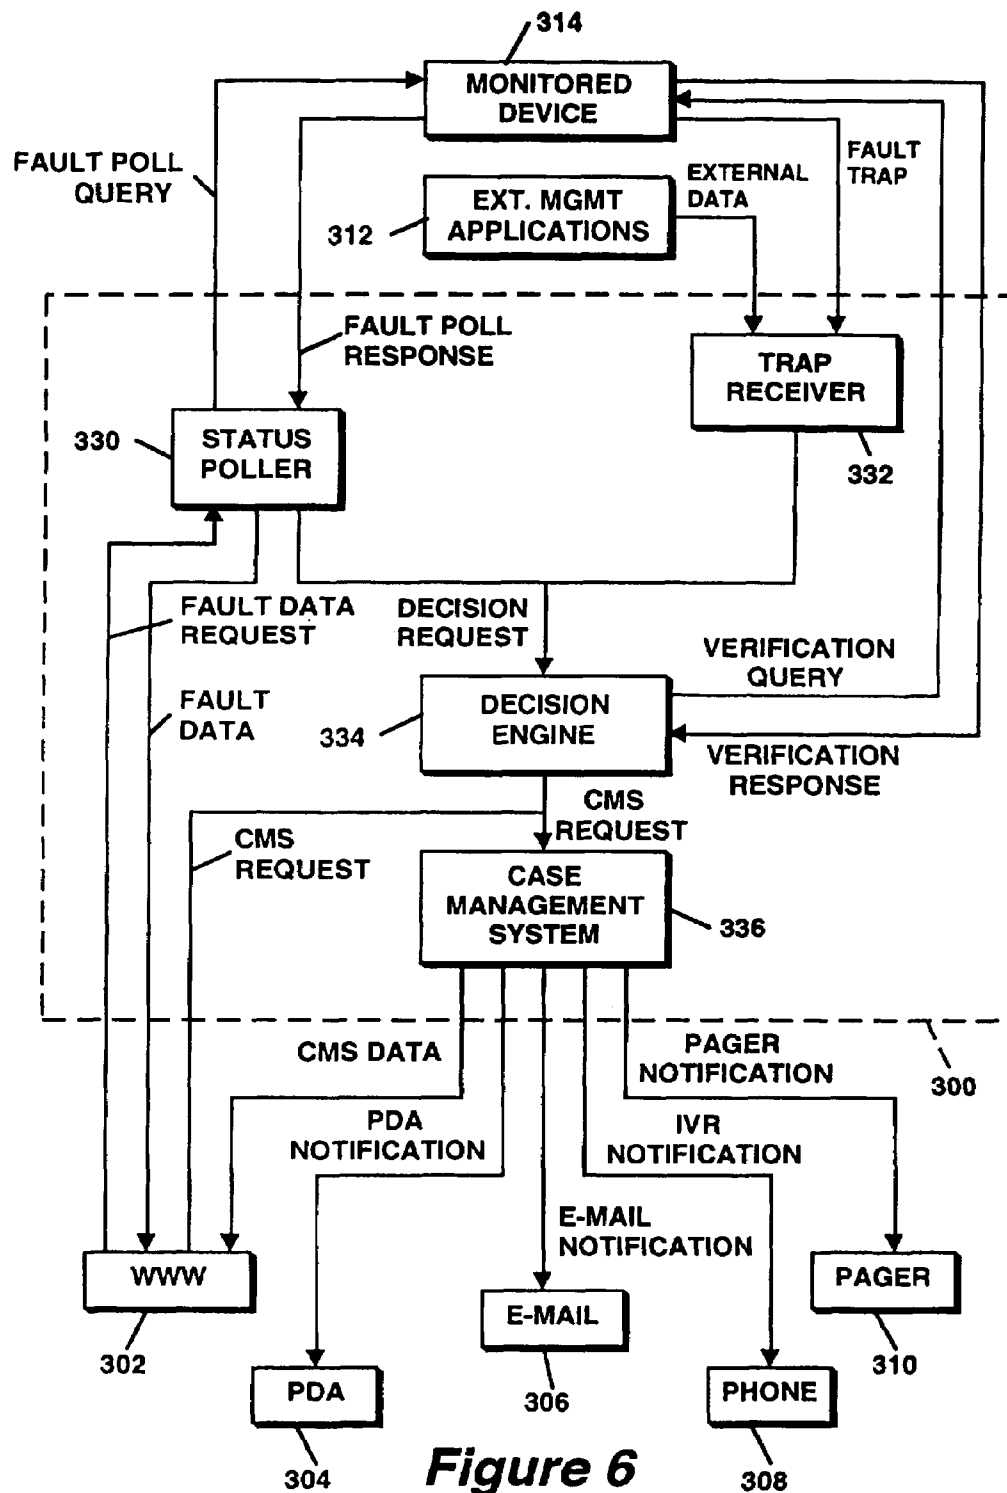 314
MONITORED
DEVICE
FAULT POLL
QUERY
FAULT
TRAP
EXTERNAL
DATA
EXT. MGMT
APPLICATIONS
312
FAULT POLL
RESPONSE
TRAP
RECEIVER
332
330
STATUS
POLLER
FAULT DATA
REQUEST
DECISION
REQUEST
VERIFICATION
QUERY
FAULT
DATA
334
DECISION
ENGINE
VERIFICATION
RESPONSE
CMS
REQUEST
CMS
REQUEST
CASE
MANAGEMENT
SYSTEM
336
CMS DATA
PAGER
NOTIFICATION
300
PDA
NOTIFICATION
IVR
NOTIFICATION
E-MAIL
NOTIFICATION
WWW
302
PAGER
310
E-MAIL
306
PDA
304
PHONE
308
Figure 6